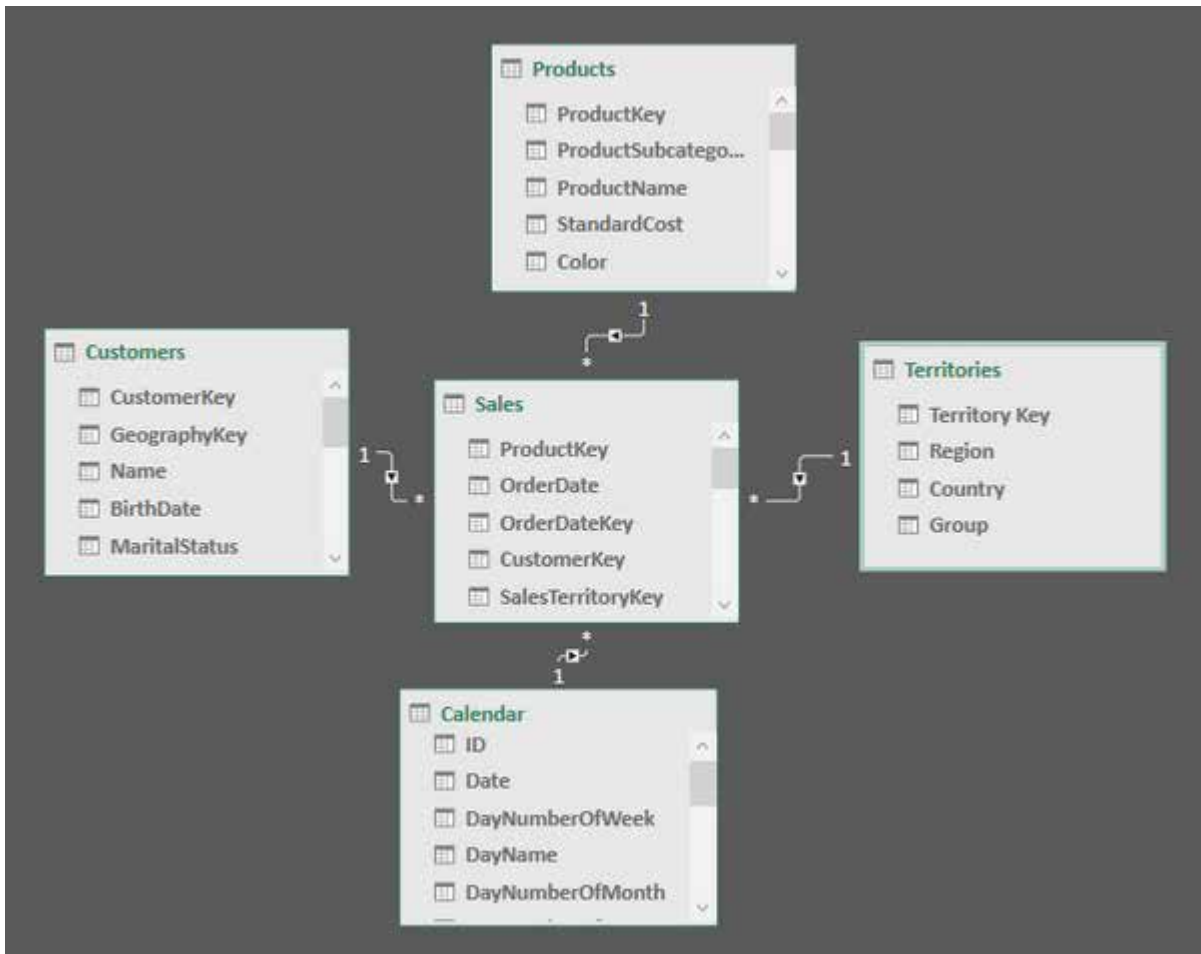 Products
ProductKey
ProductSubcatego...
ProductName
StandardCost
Color
1
*
Customers
CustomerKey
GeographyKey
Name
BirthDate
MaritalStatus
1
*
Sales
ProductKey
OrderDate
OrderDateKey
CustomerKey
SalesTerritoryKey
Territories
Territory Key
Region
Country
Group
1
*
*
1
Calendar
ID
Date
DayNumberOfWeek
DayName
DayNumberOfMonth